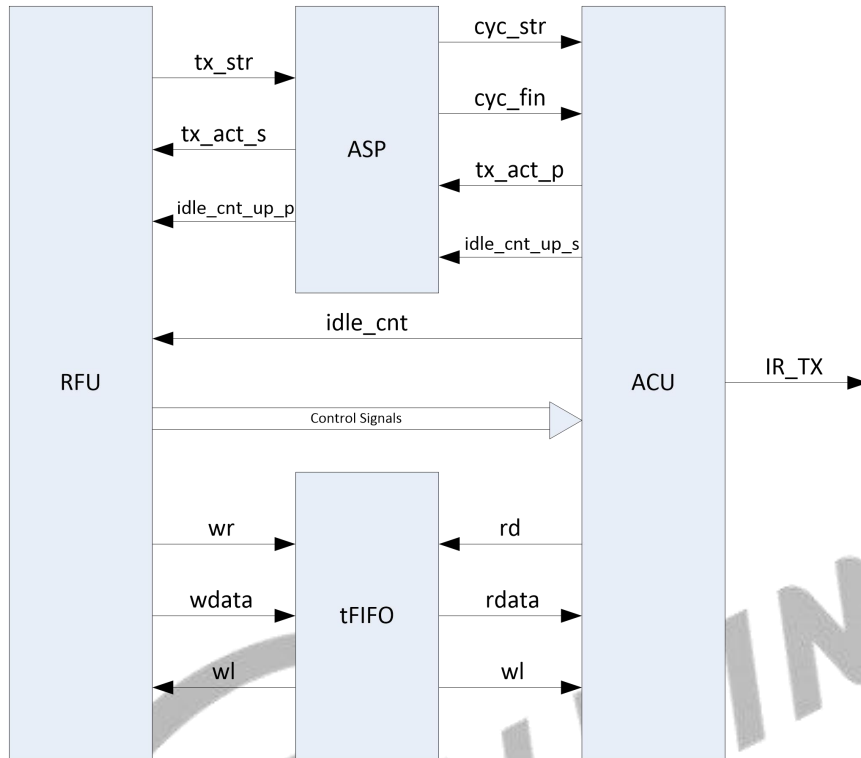 cyc_str
tx_str
cyc_fin
tx_act_s
ASP
tx_act_p
idle_cnt_up_p
idle_cnt_up_s
idle_cnt
RFU
ACU
IR_TX
Control Signals
wr
rd
wdata
tFIFO
rdata
wl
wl